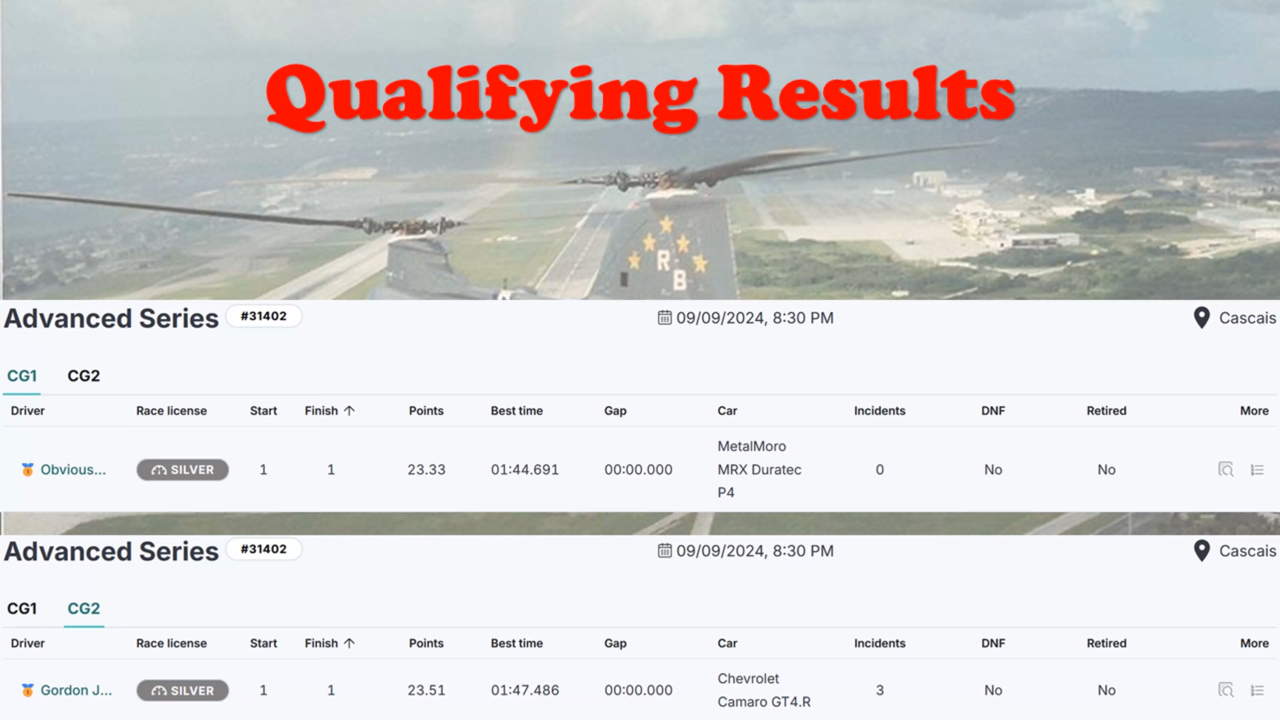 Qualifying Results
R B
Advanced Series #31402 09/09/2024, 8:30 PM Cascais
CG1 CG2
Driver Race license Start Finish ↑ Points Best time Gap Car Incidents DNF Retired More
Obvious... SILVER 1 1 23.33 01:44.691 00:00.000 MetalMoro 0 No No
MRX Duratec
P4
Advanced Series #31402 09/09/2024, 8:30 PM Cascais
CG1 CG2
Driver Race license Start Finish ↑ Points Best time Gap Car Incidents DNF Retired More
Gordon J... SILVER 1 1 23.51 01:47.486 00:00.000 Chevrolet 3 No No
Camaro GT4.R